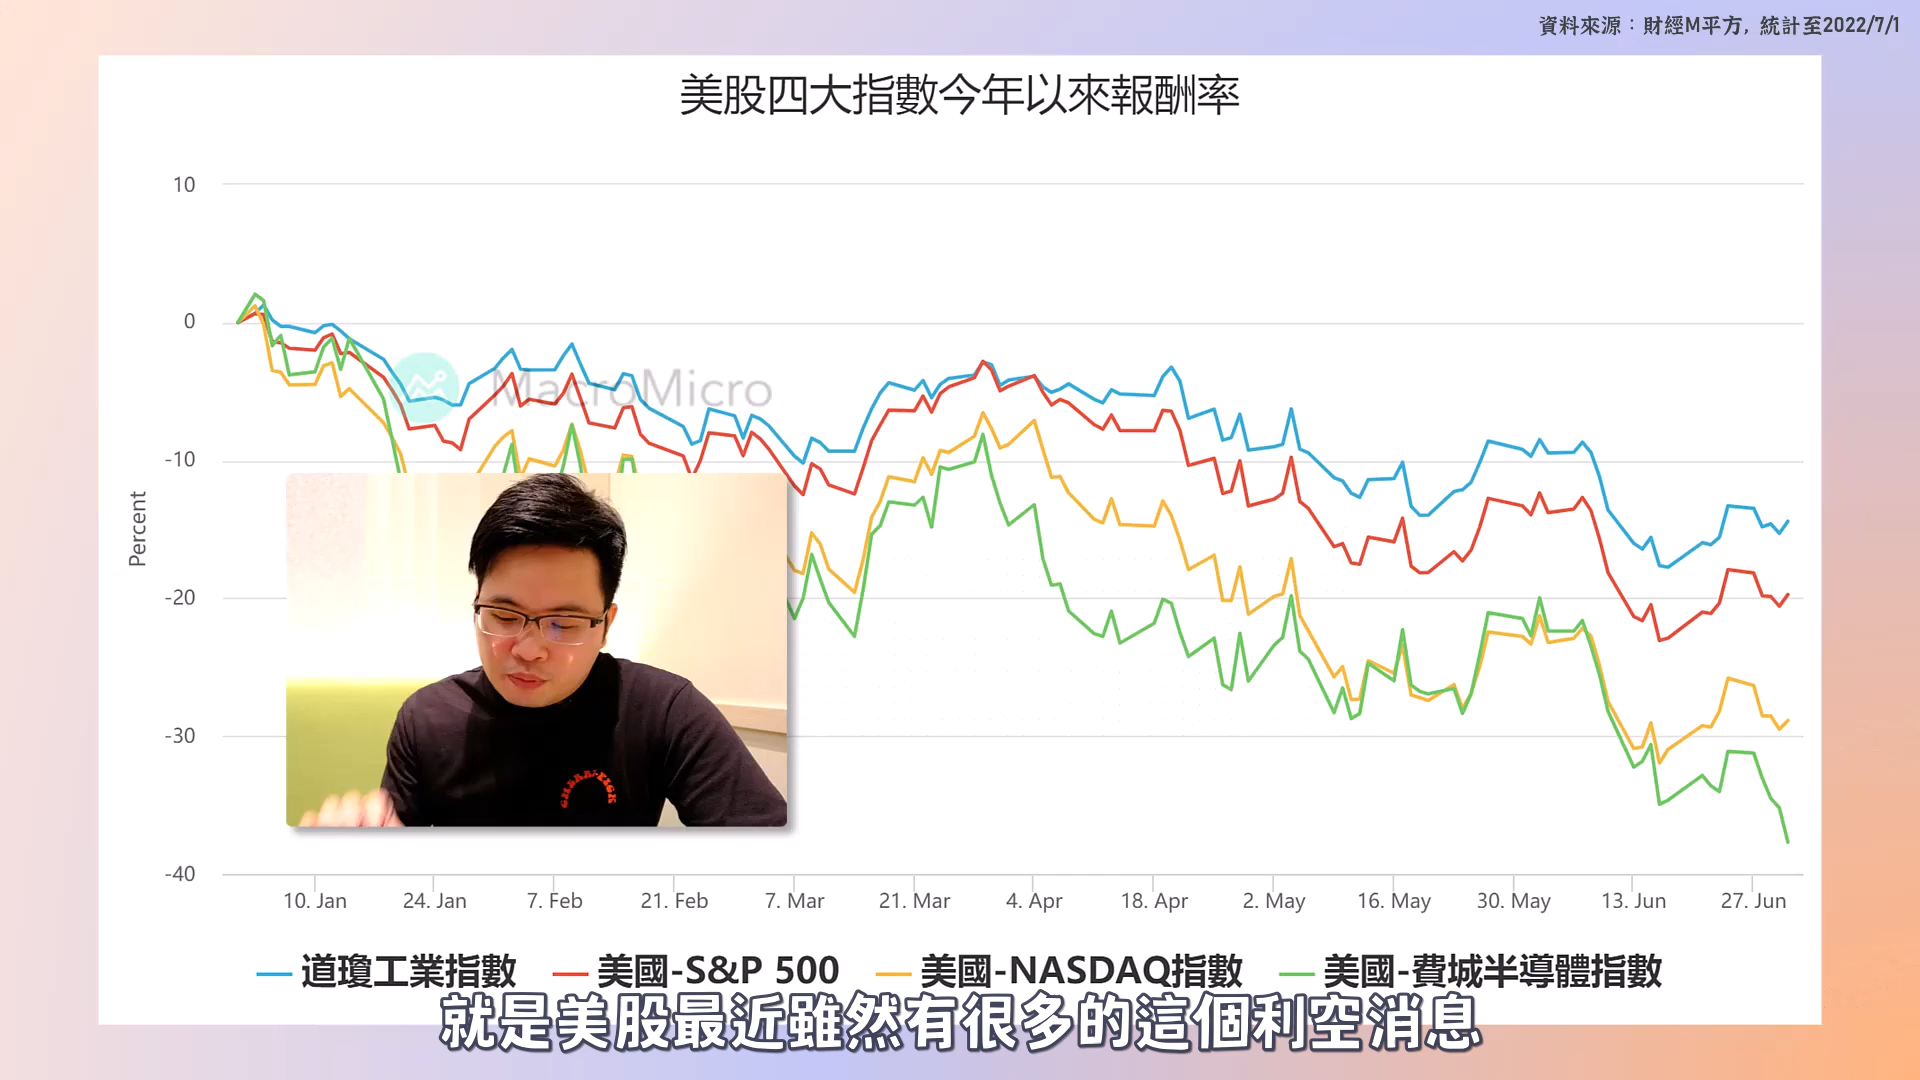 資料來源：財經M平方, 統計至2022/7/1
美股四大指數今年以來報酬率
10
0
-10
-20
-30
-40
Percent
MacroMicro
CHERRY-PICK
10. Jan
24. Jan
7. Feb
21. Feb
7. Mar
21. Mar
4. Apr
18. Apr
2. May
16. May
30. May
13. Jun
27. Jun
道瓊工業指數
美國-S&P 500
美國-NASDAQ指數
美國-費城半導體指數
就是美股最近雖然有很多的這個利空消息